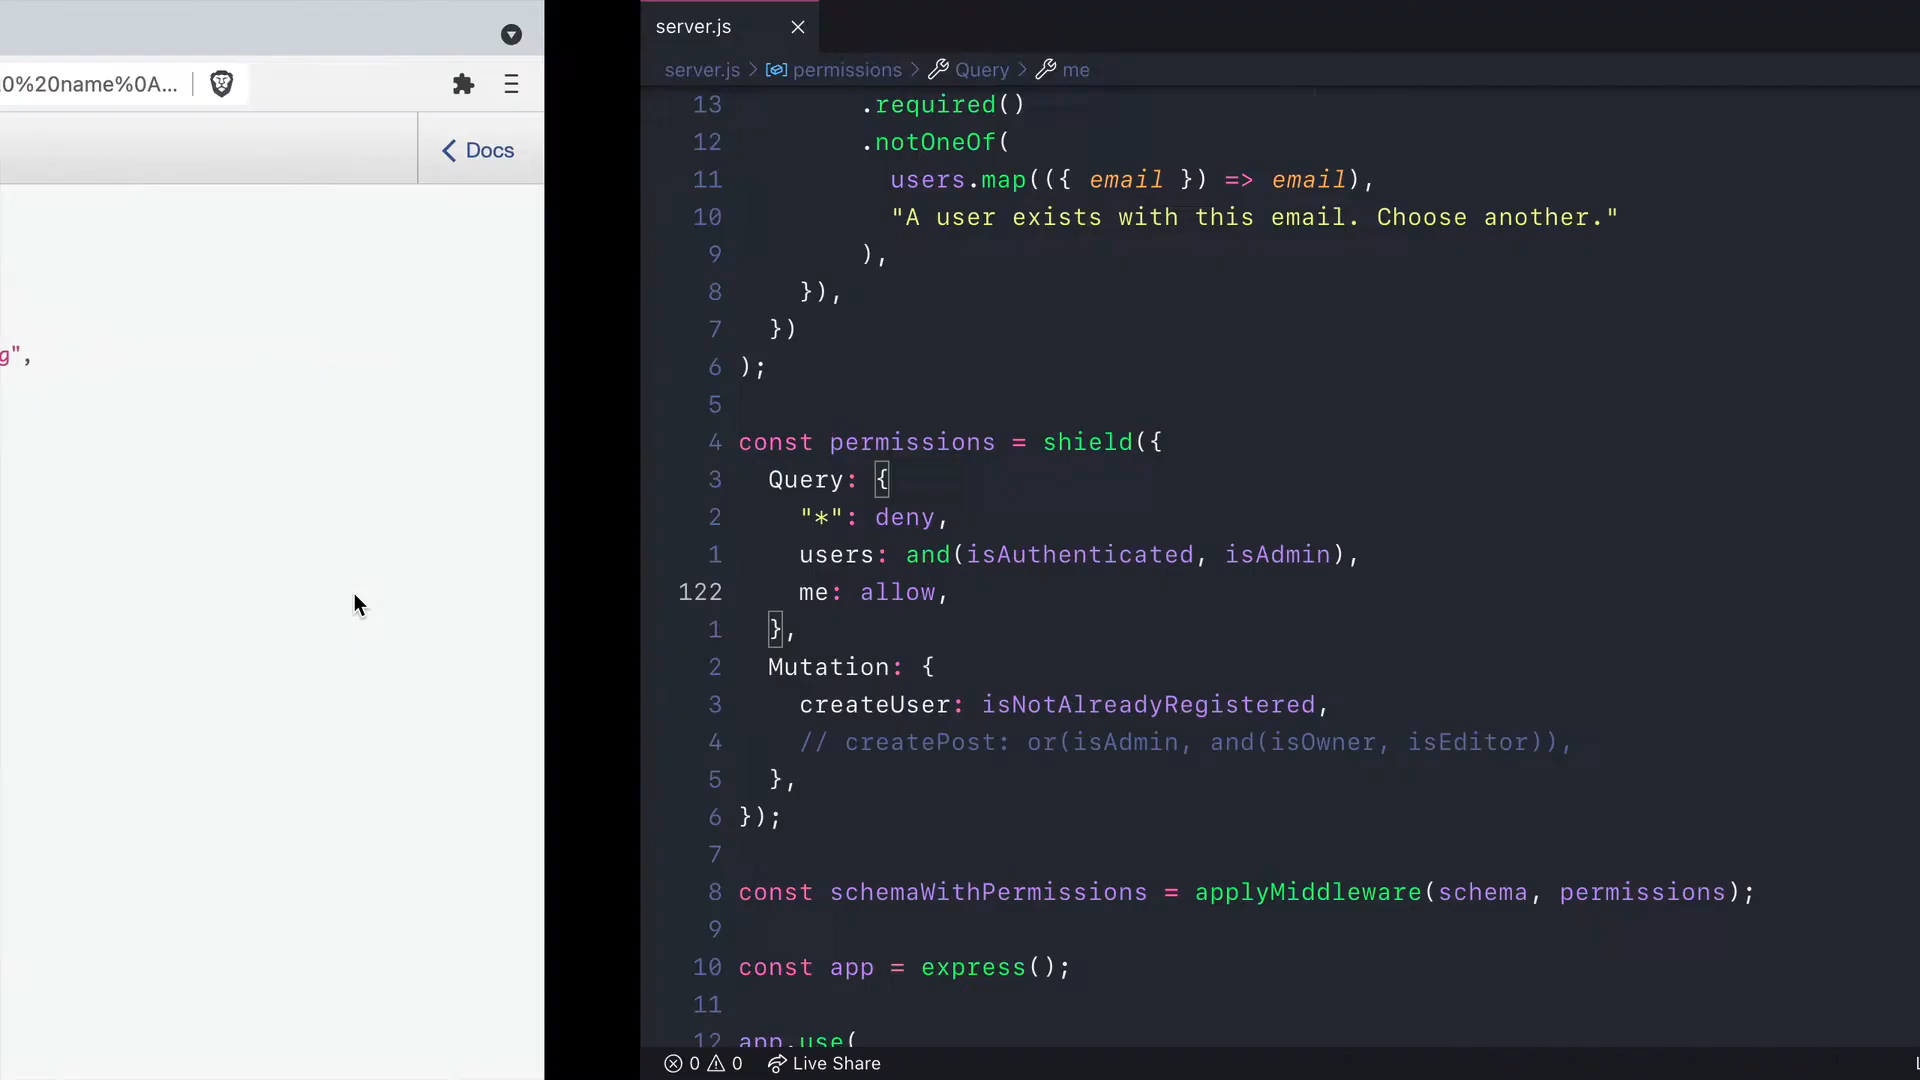 0%20name%0A...
Docs
g",
server.js
server.js > permissions > Query > me
13 .required()
12 .notOneOf(
11 users.map(({ email }) => email),
10 "A user exists with this email. Choose another."
9 ),
8 }),
7 })
6 );
5
4 const permissions = shield({
3 Query: {
2 "*": deny,
1 users: and(isAuthenticated, isAdmin),
122 me: allow,
1 },
2 Mutation: {
3 createUser: isNotAlreadyRegistered,
4 // createPost: or(isAdmin, and(isOwner, isEditor)),
5 },
6 });
7
8 const schemaWithPermissions = applyMiddleware(schema, permissions);
9
10 const app = express();
11
12 app.use(
0 0 Live Share